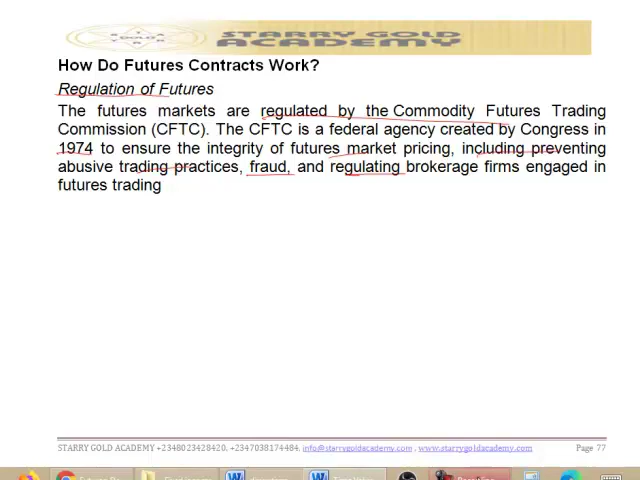 STARRY GOLD
ACADEMY
How Do Futures Contracts Work?
Regulation of Futures
The futures markets are regulated by the Commodity Futures Trading
Commission (CFTC). The CFTC is a federal agency created by Congress in
1974 to ensure the integrity of futures market pricing, including preventing
abusive trading practices, fraud, and regulating brokerage firms engaged in
futures trading
STARRY GOLD ACADEMY +2348023428420, +2347038174484, info@starrygoldacademy.com , www.starrygoldacademy.com Page 77